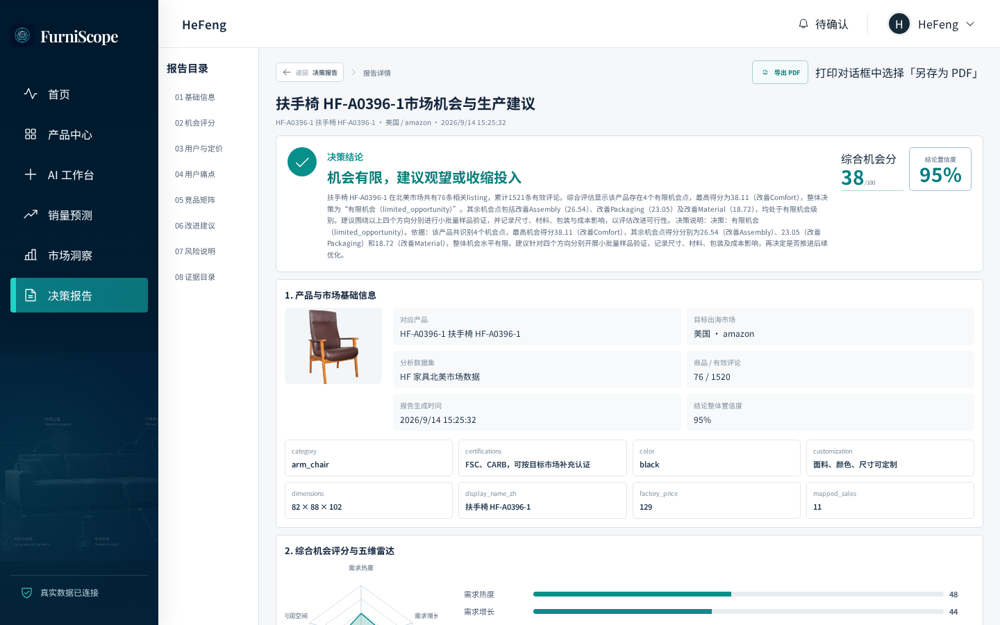 FurniScope
首页
产品中心
AI 工作台
销量预测
市场洞察
决策报告
真实数据已连接
HeFeng
待确认
H
HeFeng
报告目录
01 基础信息
02 机会评分
03 用户与定价
04 用户痛点
05 竞品矩阵
06 改进建议
07 风险说明
08 证据目录
返回 决策报告
报告详情
导出 PDF
打印对话框中选择「另存为 PDF」
扶手椅 HF-A0396-1市场机会与生产建议
HF-A0396-1 扶手椅 HF-A0396-1 · 美国 / amazon · 2026/9/14 15:25:32
决策结论
机会有限，建议观望或收缩投入
扶手椅 HF-A0396-1 在北美市场共有76条相关listing，累计1521条有效评论。综合评估显示该产品存在4个有限机会点，最高得分为38.11（改善Comfort），整体决
策为“有限机会（limited_opportunity）”。其余机会点包括改善Assembly（26.54）、改善Packaging（23.05）及改善Material（18.72），均处于有限机会级
别。建议围绕以上四个方向分别进行小批量样品验证，并记录尺寸、材料、包装与成本影响，以评估改进可行性。 决策说明：决策：有限机会
（limited_opportunity）。依据：该产品共识别4个机会点，最高机会得分38.11（改善Comfort），其余机会点得分分别为26.54（改善Assembly）、23.05（改善
Packaging）和18.72（改善Material），整体机会水平有限。建议针对四个方向分别开展小批量样品验证，记录尺寸、材料、包装及成本影响，再决定是否推进后续
优化。
综合机会分
38/100
结论置信度
95%
1. 产品与市场基础信息
对应产品
HF-A0396-1 扶手椅 HF-A0396-1
目标出海市场
美国 · amazon
分析数据集
HF 家具北美市场数据
商品 / 有效评论
76 / 1520
报告生成时间
2026/9/14 15:25:32
结论整体置信度
95%
category
arm_chair
certifications
FSC、CARB，可按目标市场补充认证
color
black
customization
面料、颜色、尺寸可定制
dimensions
82 × 88 × 102
display_name_zh
扶手椅 HF-A0396-1
factory_price
129
mapped_sales
11
2. 综合机会评分与五维雷达
需求热度
利润空间
需求增长
需求热度
48
需求增长
44